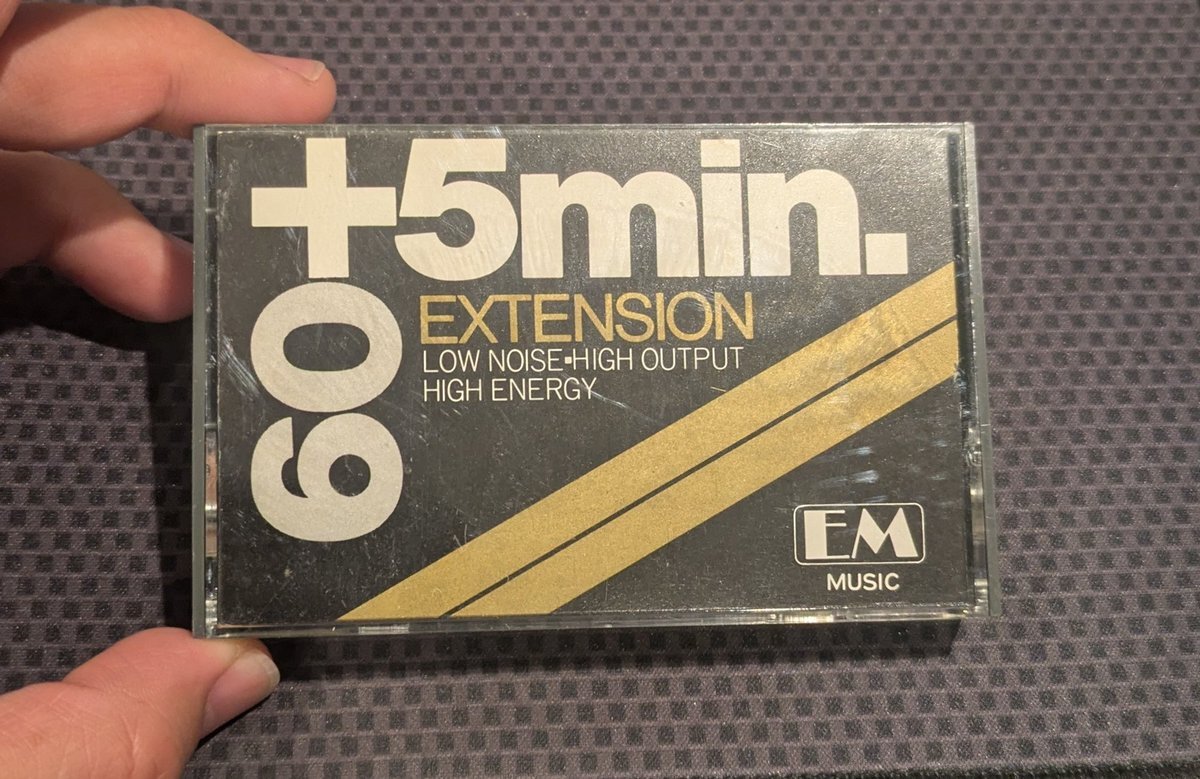 60
+5min.
EXTENSION
LOW NOISE▪HIGH OUTPUT
HIGH ENERGY
EM
MUSIC